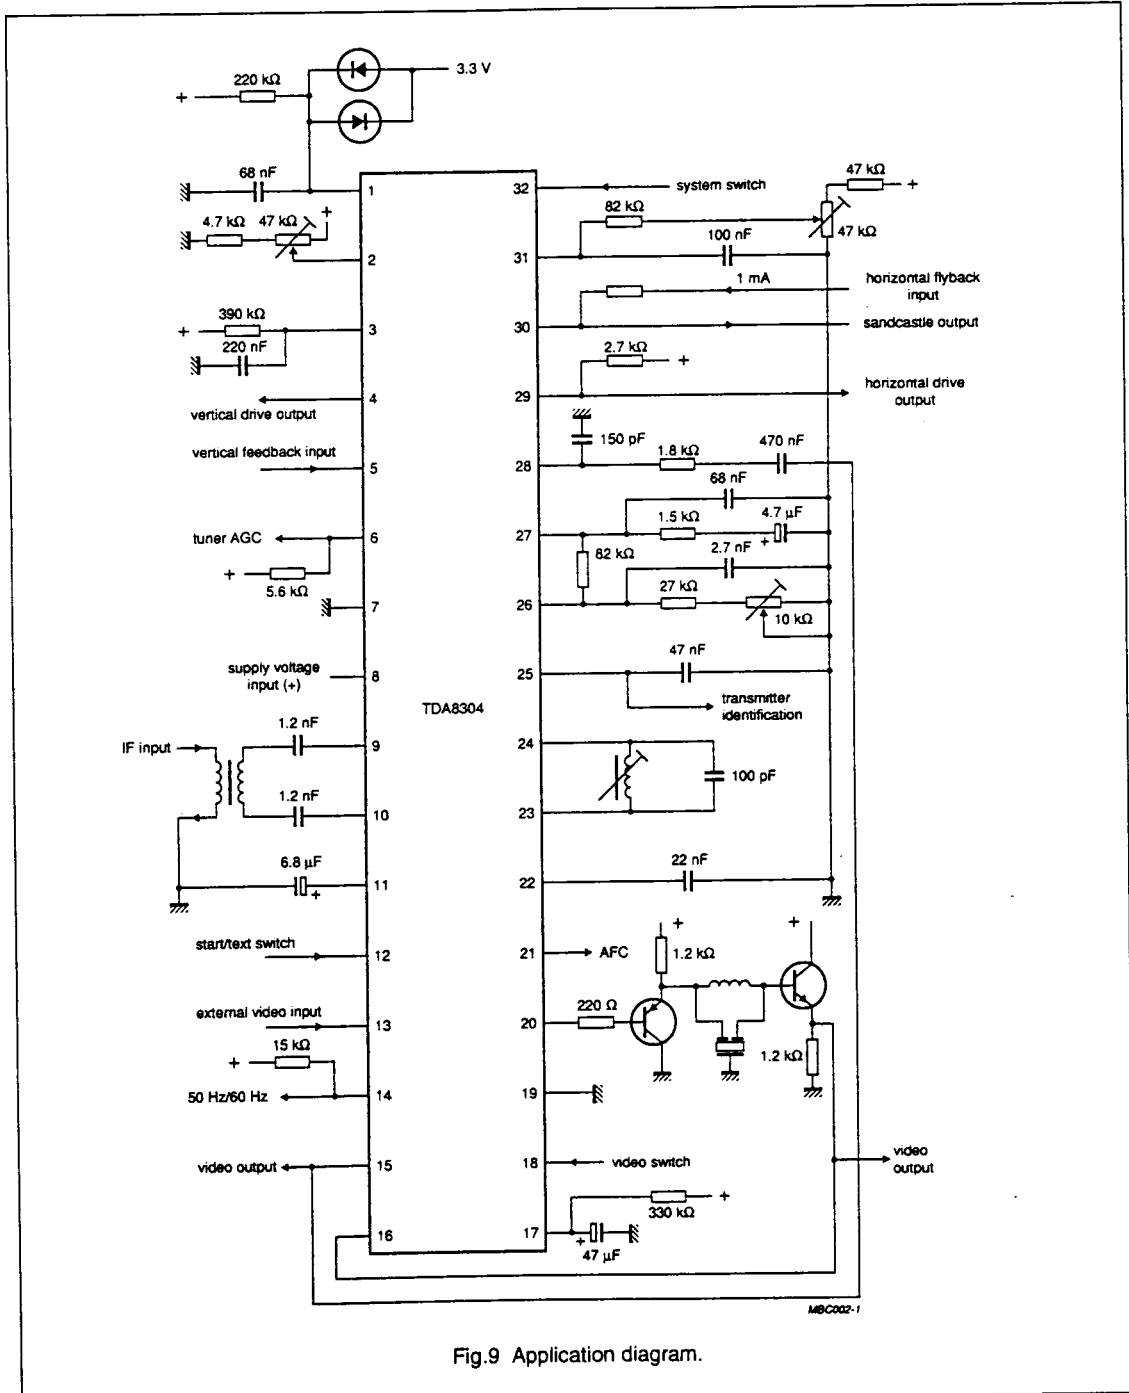 3.3 V
220 kΩ
+
68 nF
1
4.7 kΩ
47 kΩ
+
2
390 kΩ
+
3
220 nF
4
vertical drive output
vertical feedback input
5
tuner AGC
6
+
5.6 kΩ
7
supply voltage
input (+)
8
TDA8304
1.2 nF
IF input
9
1.2 nF
10
6.8 µF
+
11
start/text switch
12
external video input
13
15 kΩ
+
50 Hz/60 Hz
14
video output
15
16
32
system switch
47 kΩ
+
82 kΩ
47 kΩ
100 nF
31
1 mA
horizontal flyback
input
30
sandcastle output
2.7 kΩ
+
29
horizontal drive
output
150 pF
28
1.8 kΩ
470 nF
68 nF
27
1.5 kΩ
4.7 µF
+
82 kΩ
2.7 nF
26
27 kΩ
10 kΩ
47 nF
25
transmitter
identification
24
100 pF
23
22 nF
22
21
AFC
+
1.2 kΩ
+
20
220 Ω
1.2 kΩ
19
18
video switch
video
output
330 kΩ
+
17
+
47 µF
MBC002-1
Fig.9 Application diagram.